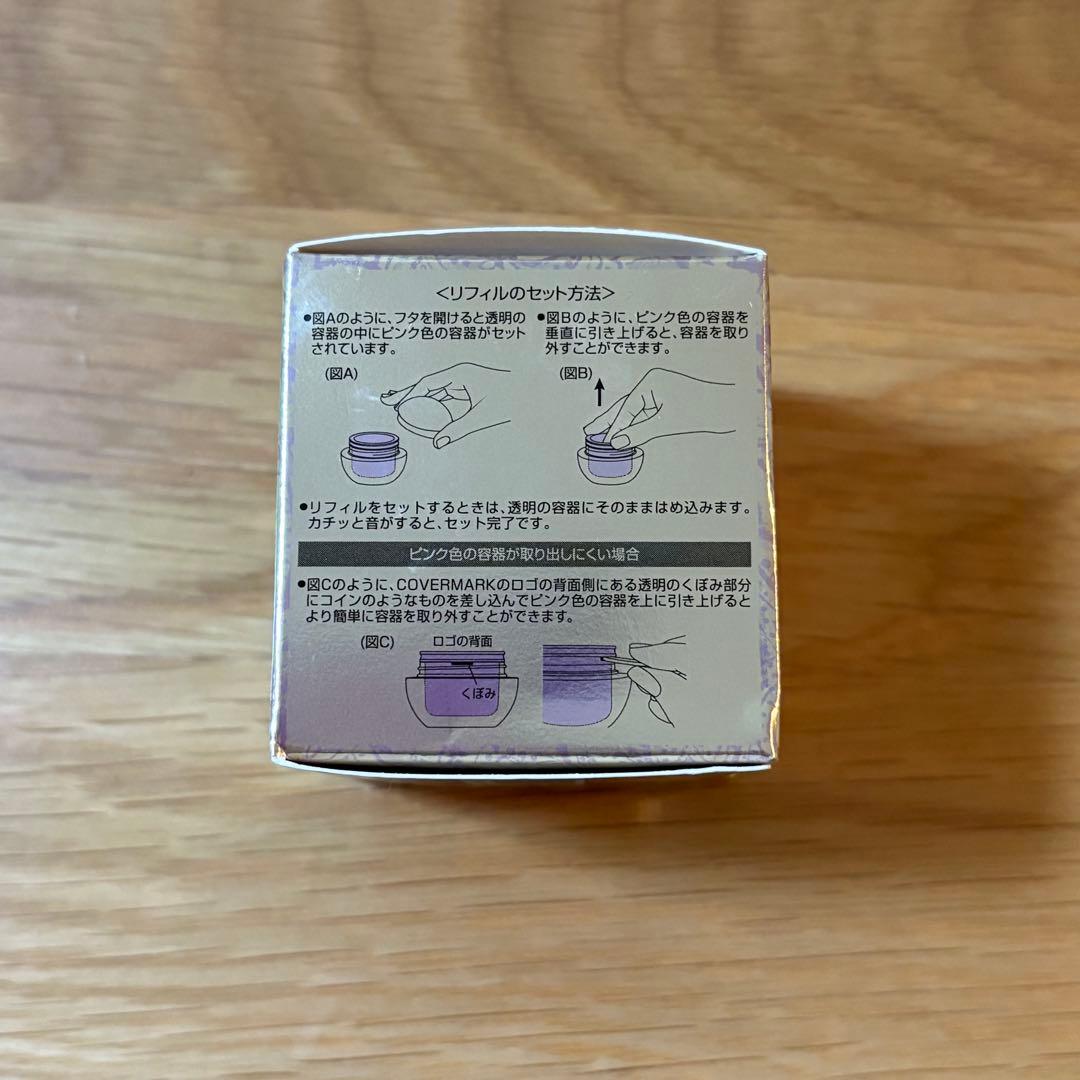 ＜リフィルのセット方法＞
●図Aのように、フタを開けると透明の
容器の中にピンク色の容器がセット
されています。
(図A)
●図Bのように、ピンク色の容器を
垂直に引き上げると、容器を取り
外すことができます。
(図B)
●リフィルをセットするときは、透明の容器にそのままはめ込みます。
カチッと音がすると、セット完了です。
ピンク色の容器が取り出しにくい場合
●図Cのように、COVERMARKのロゴの背面側にある透明のくぼみ部分
にコインのようなものを差し込んでピンク色の容器を上に引き上げると
より簡単に容器を取り外すことができます。
(図C)
ロゴの背面
くぼみ